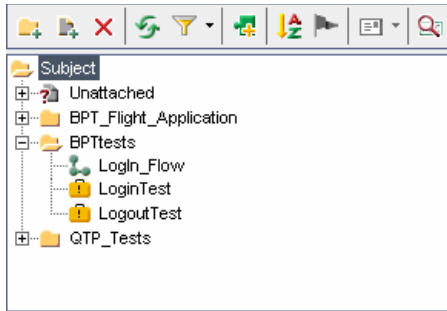 Subject
Unattached
BPT_Flight_Application
BPTtests
LogIn_Flow
LoginTest
LogoutTest
QTP_Tests